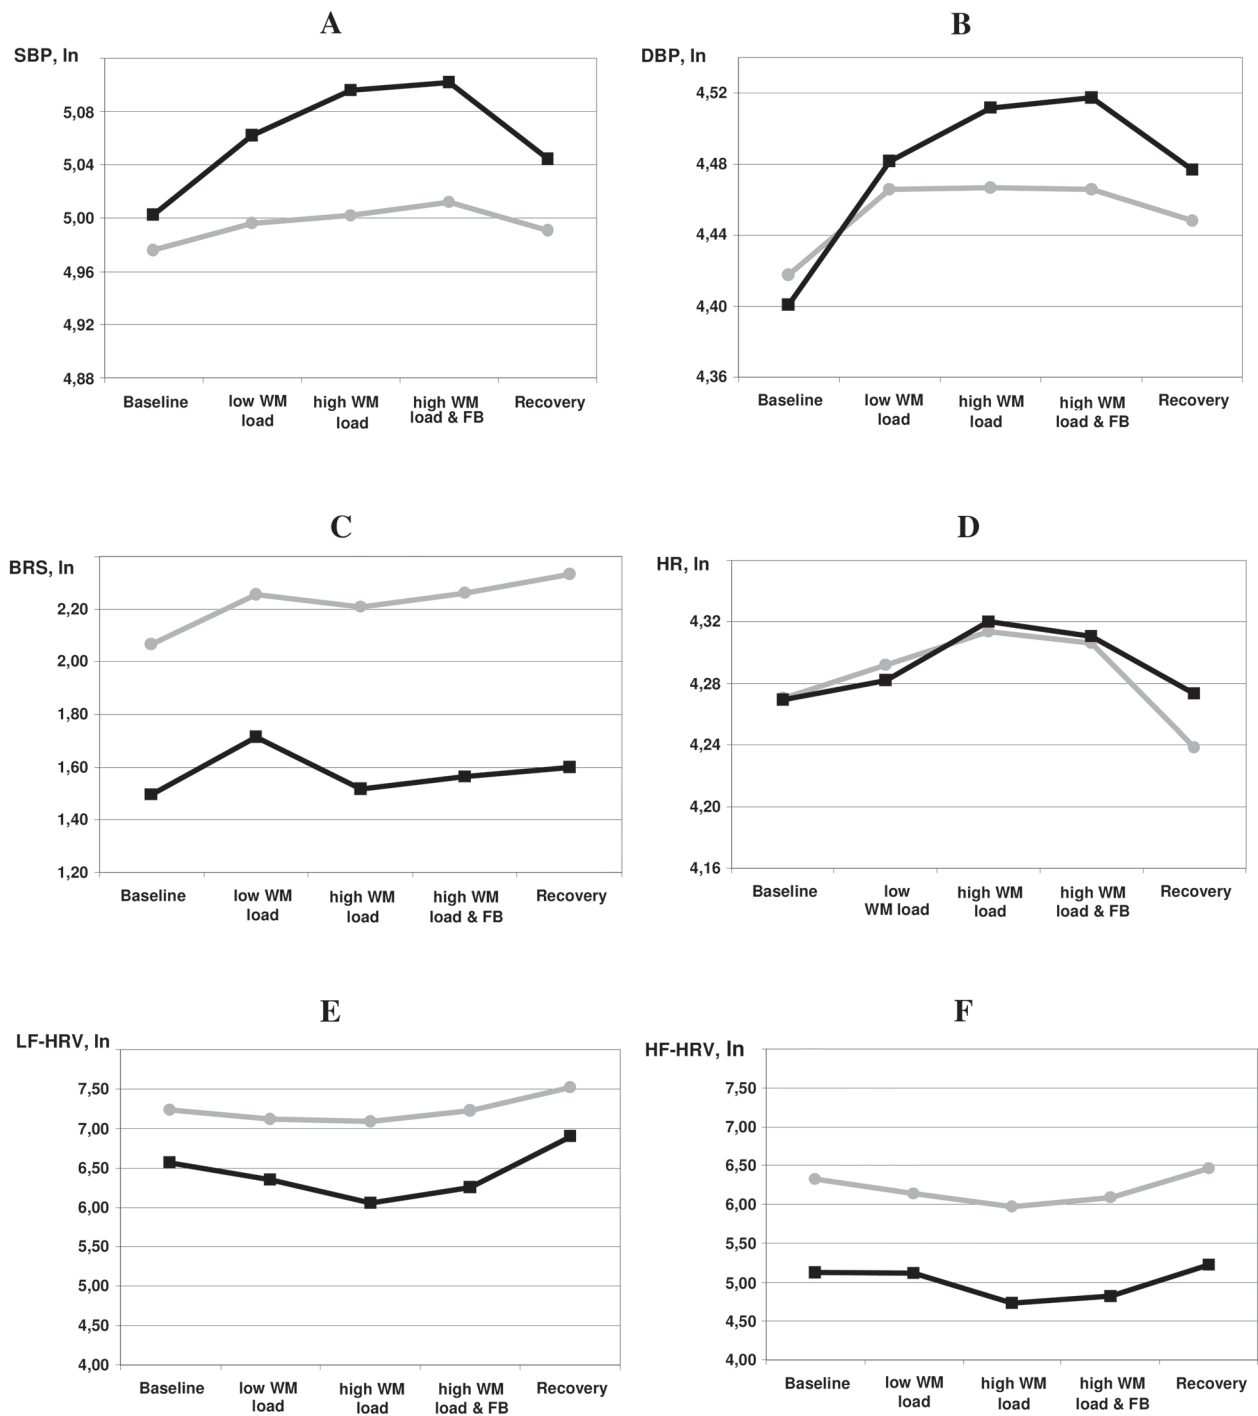 A
SBP, ln
5,08
5,04
5,00
4,96
4,92
4,88
Baseline
low WM
load
high WM
load
high WM
load & FB
Recovery
B
DBP, ln
4,52
4,48
4,44
4,40
4,36
Baseline
low WM
load
high WM
load
high WM
load & FB
Recovery
C
BRS, ln
2,20
2,00
1,80
1,60
1,40
1,20
Baseline
low WM
load
high WM
load
high WM
load & FB
Recovery
D
HR, ln
4,32
4,28
4,24
4,20
4,16
Baseline
low
WM load
high WM
load
high WM
load & FB
Recovery
E
LF-HRV, ln
7,50
7,00
6,50
6,00
5,50
5,00
4,50
4,00
Baseline
low WM
load
high WM
load
high WM
load & FB
Recovery
F
HF-HRV, ln
7,50
7,00
6,50
6,00
5,50
5,00
4,50
4,00
Baseline
low WM
load
high WM
load
high WM
load & FB
Recovery